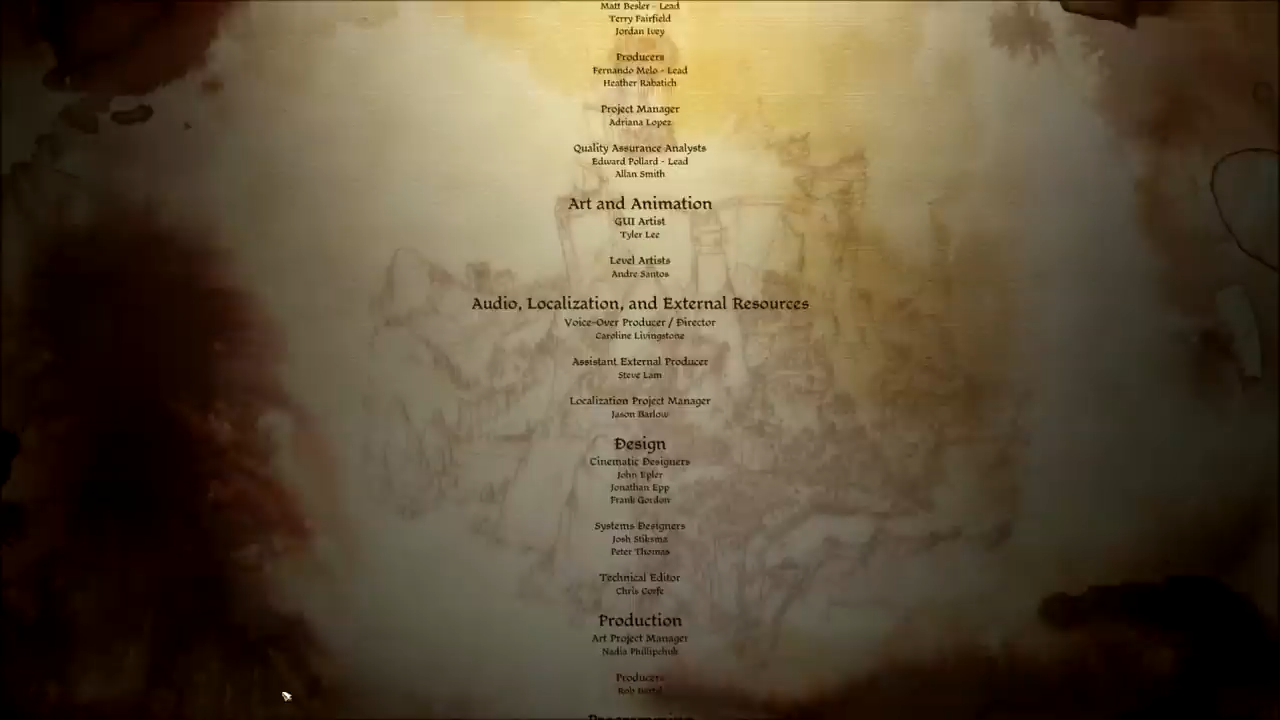 Matt Besler - Lead
Terry Fairfield
Jordan Ivey
Producers
Fernando Melo - Lead
Heather Rabatich
Project Manager
Adriana Lopez
Quality Assurance Analysts
Edward Pollard - Lead
Allan Smith
Art and Animation
GUI Artist
Tyler Lee
Level Artists
Andre Santos
Audio, Localization, and External Resources
Voice-Over Producer / Director
Caroline Livingstone
Assistant External Producer
Steve Lam
Localization Project Manager
Jason Barlow
Design
Cinematic Designers
John Epler
Jonathan Epp
Frank Gordon
Systems Designers
Josh Stiksma
Peter Thomas
Technical Editor
Chris Corfe
Production
Art Project Manager
Nadia Phillipchuk
Producers
Rob Bartel
Programming